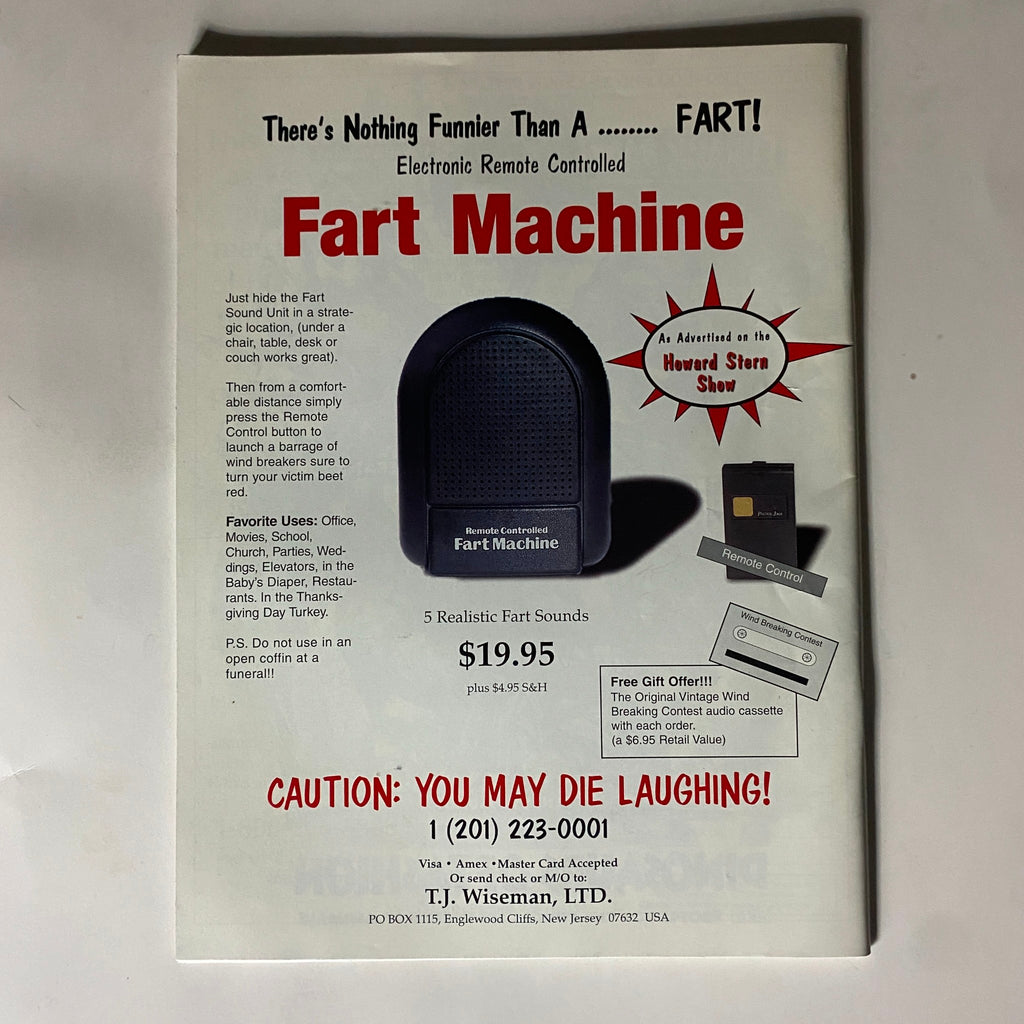 There's Nothing Funnier Than A ........ FART!
Electronic Remote Controlled
Fart Machine
Just hide the Fart
Sound Unit in a strate-
gic location, (under a
chair, table, desk or
couch works great).
Then from a comfort-
able distance simply
press the Remote
Control button to
launch a barrage of
wind breakers sure to
turn your victim beet
red.
Favorite Uses: Office,
Movies, School,
Church, Parties, Wed-
dings, Elevators, in the
Baby's Diaper, Restau-
rants. In the Thanks-
giving Day Turkey.
P.S. Do not use in an
open coffin at a
funeral!!
Remote Controlled
Fart Machine
As Advertised on the
Howard Stern
Show
Remote Control
Wind Breaking Contest
5 Realistic Fart Sounds
$19.95
plus $4.95 S&H
Free Gift Offer!!!
The Original Vintage Wind
Breaking Contest audio cassette
with each order.
(a $6.95 Retail Value)
CAUTION: YOU MAY DIE LAUGHING!
1 (201) 223-0001
Visa • Amex •Master Card Accepted
Or send check or M/O to:
T.J. Wiseman, LTD.
PO BOX 1115, Englewood Cliffs, New Jersey 07632 USA